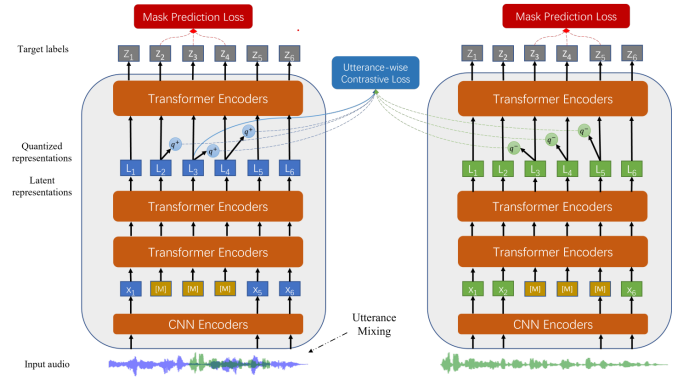 Mask Prediction Loss
Mask Prediction Loss
Target labels
Z1 Z2 Z3 Z4 Z5 Z6
Z1 Z2 Z3 Z4 Z5 Z6
Utterance-wise
Contrastive Loss
Transformer Encoders
Transformer Encoders
q+ q+ q+
q− q− q−
Quantized
representations
Latent
representations
L1 L2 L3 L4 L5 L6
L1 L2 L3 L4 L5 L6
Transformer Encoders
Transformer Encoders
Transformer Encoders
Transformer Encoders
X1 [M] [M] [M] X5 X6
X1 X2 [M] [M] [M] X6
CNN Encoders
CNN Encoders
Utterance
Mixing
Input audio